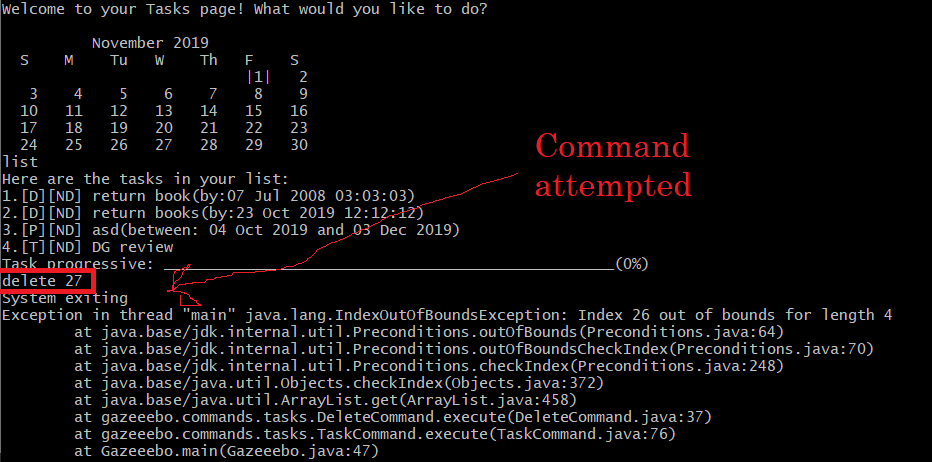 Welcome to your Tasks page! What would you like to do?
November 2019
S M Tu W Th F S
|1| 2
3 4 5 6 7 8 9
10 11 12 13 14 15 16
17 18 19 20 21 22 23
24 25 26 27 28 29 30
list
Here are the tasks in your list:
1.[D][ND] return book(by:07 Jul 2008 03:03:03)
2.[D][ND] return books(by:23 Oct 2019 12:12:12)
3.[P][ND] asd(between: 04 Oct 2019 and 03 Dec 2019)
4.[T][ND] DG review
Task progressive: __________________________________________________(0%)
delete 27
System exiting
Exception in thread "main" java.lang.IndexOutOfBoundsException: Index 26 out of bounds for length 4
at java.base/jdk.internal.util.Preconditions.outOfBounds(Preconditions.java:64)
at java.base/jdk.internal.util.Preconditions.outOfBoundsCheckIndex(Preconditions.java:70)
at java.base/jdk.internal.util.Preconditions.checkIndex(Preconditions.java:248)
at java.base/java.util.Objects.checkIndex(Objects.java:372)
at java.base/java.util.ArrayList.get(ArrayList.java:458)
at gazeeebo.commands.tasks.DeleteCommand.execute(DeleteCommand.java:37)
at gazeeebo.commands.tasks.TaskCommand.execute(TaskCommand.java:76)
at Gazeeebo.main(Gazeeebo.java:47)
Command
attempted